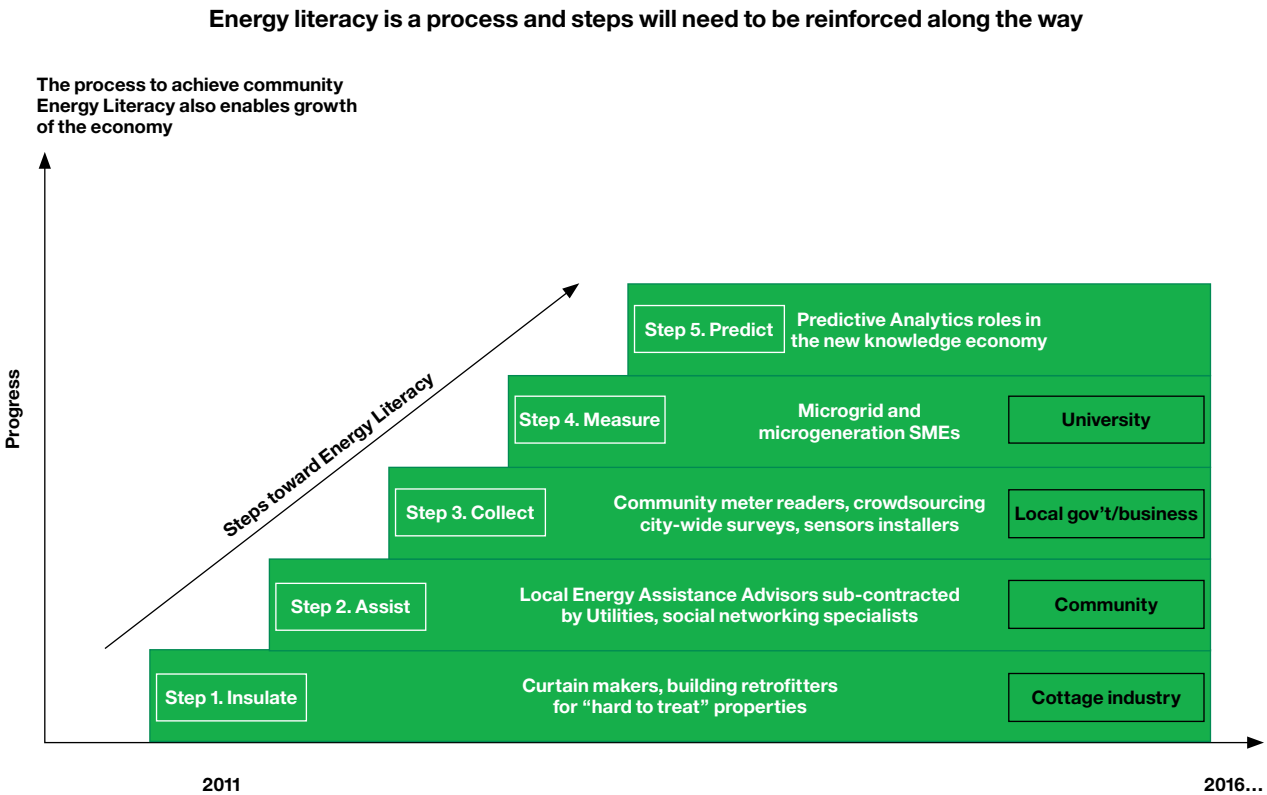 Energy literacy is a process and steps will need to be reinforced along the way
The process to achieve community
Energy Literacy also enables growth
of the economy
Progress
Steps toward Energy Literacy
Step 5. Predict
Predictive Analytics roles in
the new knowledge economy
Step 4. Measure
Microgrid and
microgeneration SMEs
University
Step 3. Collect
Community meter readers, crowdsourcing
city-wide surveys, sensors installers
Local gov't/business
Step 2. Assist
Local Energy Assistance Advisors sub-contracted
by Utilities, social networking specialists
Community
Step 1. Insulate
Curtain makers, building retrofitters
for “hard to treat” properties
Cottage industry
2011
2016...